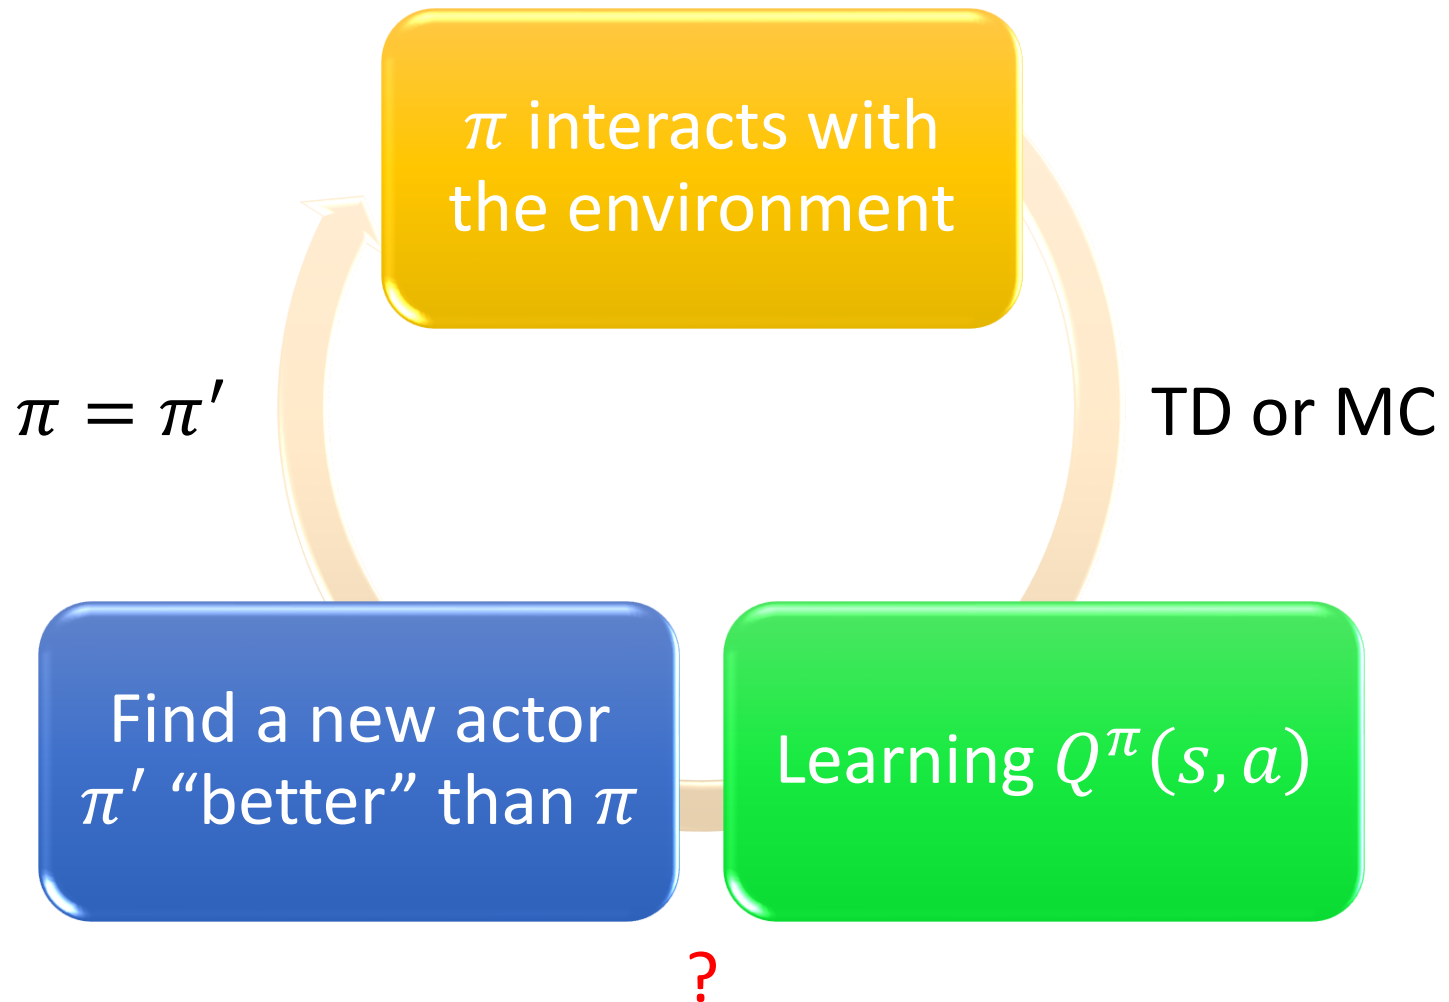 π interacts with
the environment
π = π′
TD or MC
Find a new actor
π′ “better” than π
Learning Q^π(s, a)
?